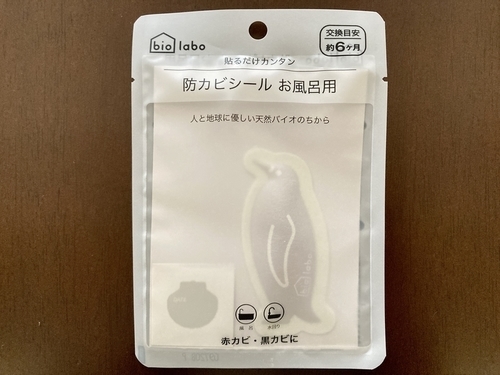 bio labo
交換目安
約6ヶ月
貼るだけカンタン
防カビシール お風呂用
人と地球に優しい天然バイオのちから
labo
赤カビ・黒カビに